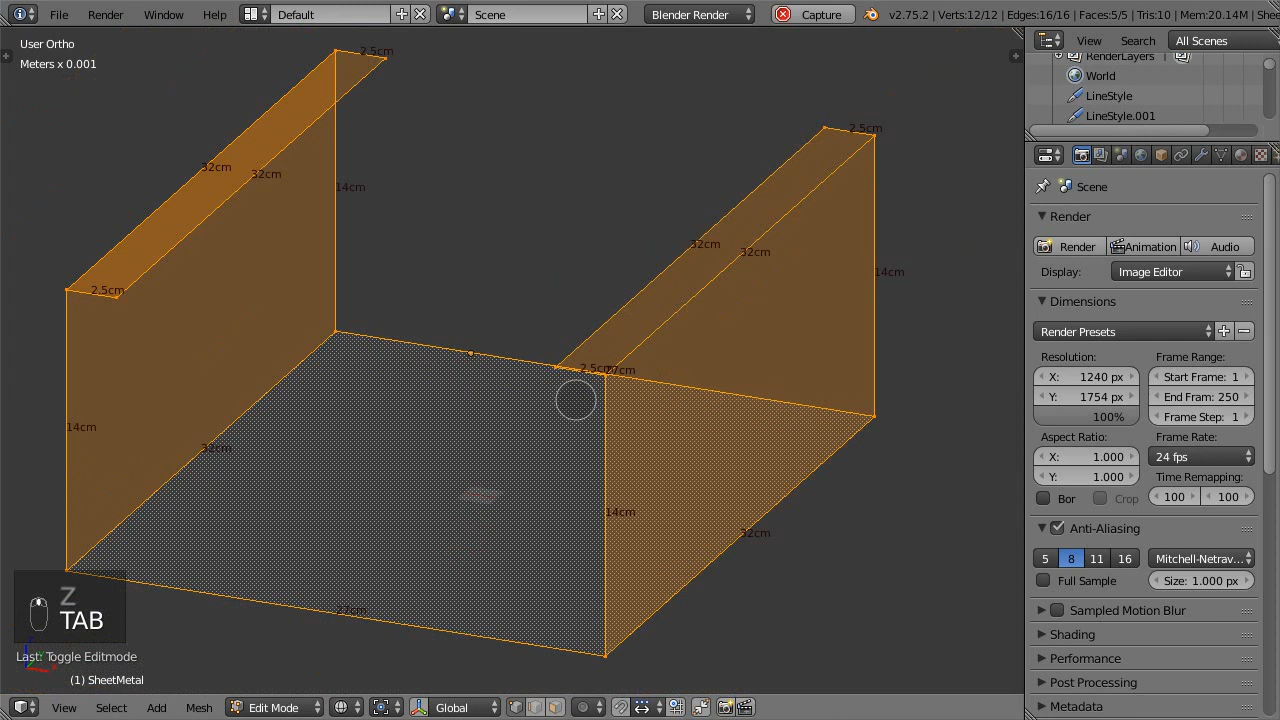 File Render Window Help Default Scene Blender Render Capture v2.75.2 | Verts:12/12 | Edges:16/16 | Faces:5/5 | Tris:10 | Mem:20.14M |
User Ortho
Meters x 0.001
2.5cm
32cm
32cm
14cm
2.5cm
14cm
32cm
2.5cm
32cm
32cm
14cm
2.5cm
14cm
32cm
27cm
Z
TAB
Last: Toggle Editmode
(1) SheetMetal
View Select Add Mesh Edit Mode Global
View Search All Scenes
RenderLayers
World
LineStyle
LineStyle.001
Scene
Render
Render Animation Audio
Display: Image Editor
Dimensions
Render Presets
Resolution: Frame Range:
X: 1240 px Start Frame: 1
Y: 1754 px End Fram: 250
100% Frame Step: 1
Aspect Ratio: Frame Rate:
X: 1.000 24 fps
Y: 1.000 Time Remapping:
Bor Crop 100 100
Anti-Aliasing
5 8 11 16 Mitchell-Netrav...
Full Sample Size: 1.000 px
Sampled Motion Blur
Shading
Performance
Post Processing
Metadata